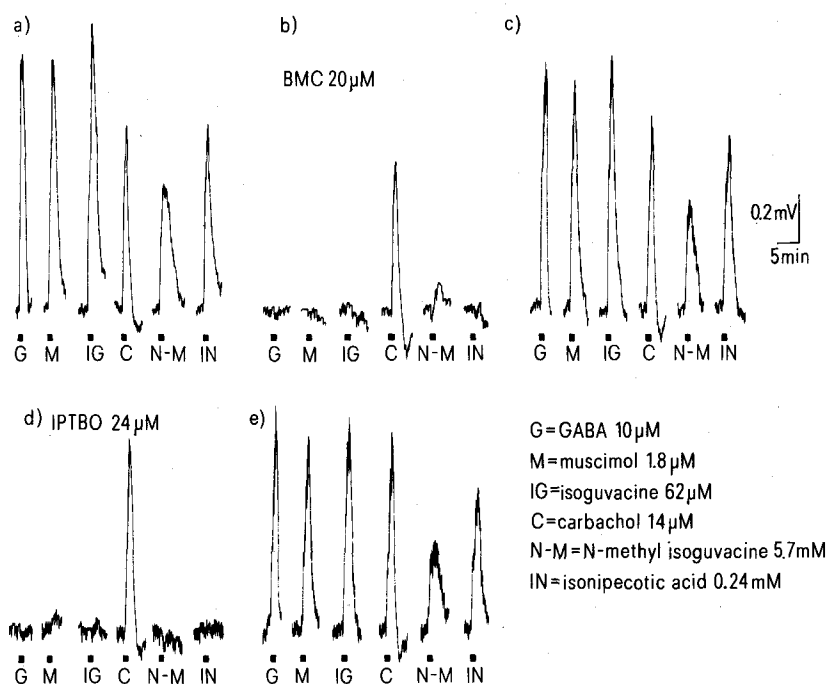 a)
b)
c)
BMC 20µM
0.2mV
5min
G M IG C N-M IN
G M IG C N-M IN
G M IG C N-M IN
d) IPTBO 24µM
e)
G M IG C N-M IN
G M IG C N-M IN
G=GABA 10µM
M=muscimol 1.8µM
IG=isoguvacine 62µM
C=carbachol 14µM
N-M=N-methyl isoguvacine 5.7mM
IN=isonipecotic acid 0.24mM